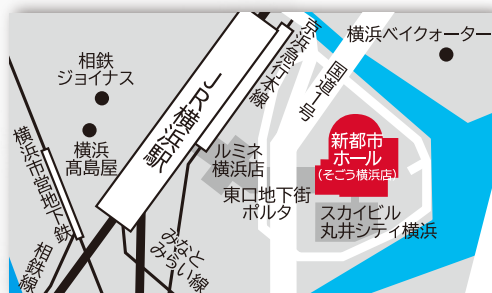 京浜急行本線
国道1号
横浜ベイクォーター
相鉄
ジョイナス
JR横浜駅
横浜
髙島屋
新都市
ホール
（そごう横浜店）
ルミネ
横浜店
横浜市営地下鉄
東口地下街
ポルタ
スカイビル
丸井シティ横浜
相鉄線
みなと
みらい線